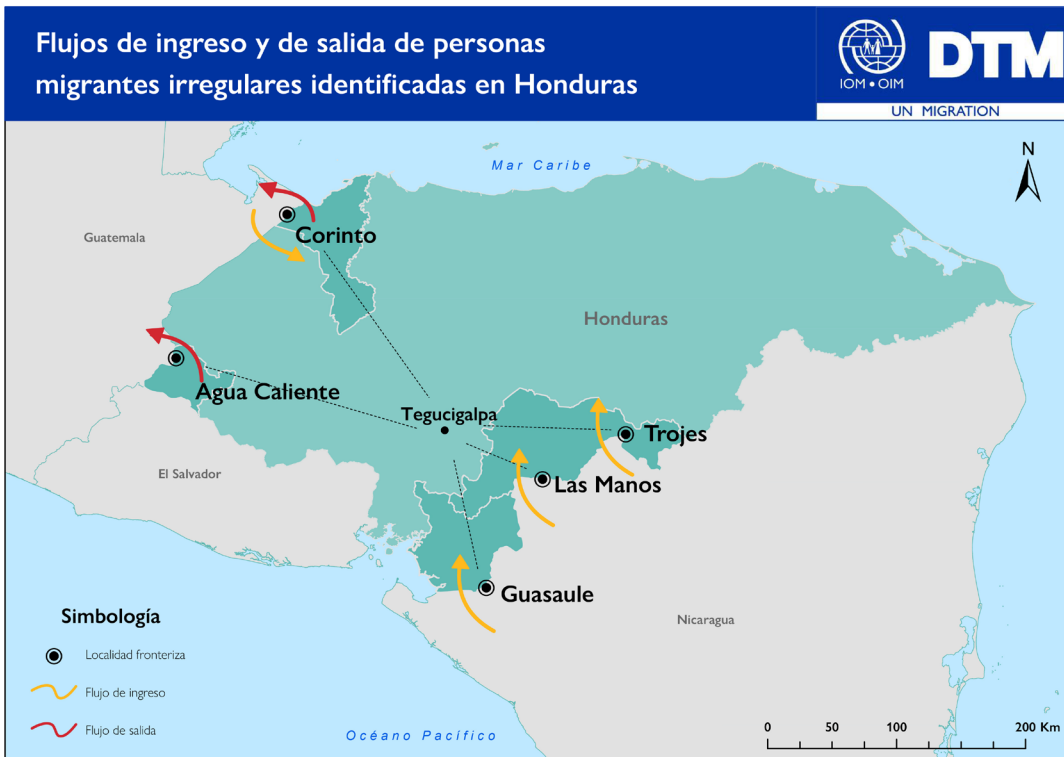 Flujos de ingreso y de salida de personas
migrantes irregulares identificadas en Honduras
IOM • OIM
DTM
UN MIGRATION
Mar Caribe
N
Guatemala
Corinto
Honduras
Agua Caliente
Tegucigalpa
Trojes
El Salvador
Las Manos
Guasaule
Nicaragua
Simbología
Localidad fronteriza
Flujo de ingreso
Flujo de salida
Océano Pacífico
0 50 100 200 Km